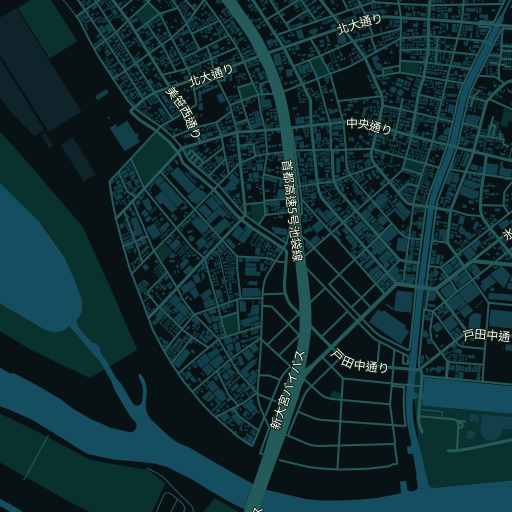 北大通り
北大通り
美笹西通り
中央通り
首都高速5号池袋線
戸田中通
戸田中通り
新大宮バイパス